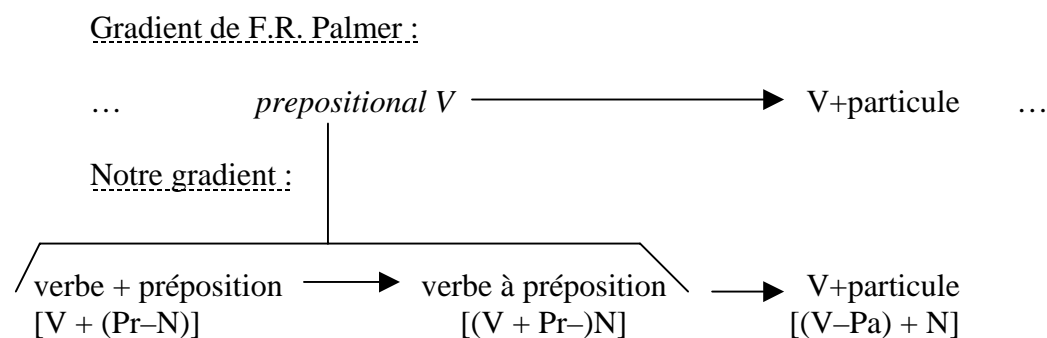 Gradient de F.R. Palmer :
… prepositional V V+particule …
Notre gradient :
verbe + préposition verbe à préposition V+particule
[V + (Pr–N)] [(V + Pr–)N] [(V–Pa) + N]